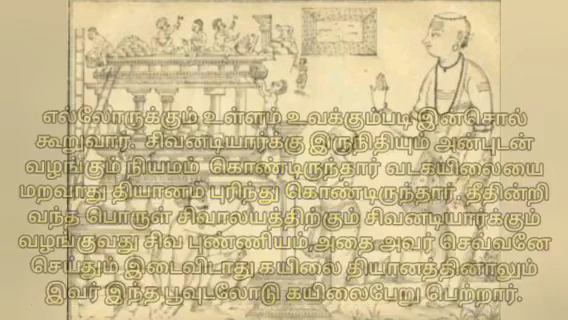 எல்லோருக்கும் உள்ளம் உவக்கும்படி இன்சொல்
கூறுவார். சிவனடியார்க்கு இருநிதியும் அன்புடன்
வழங்கும் நியமம் கொண்டிருந்தார் வடகயிலையை
மறவாது தியானம் புரிந்து கொண்டிருந்தார். தீதின்றி
வந்த பொருள் சிவாலயத்திற்கும் சிவனடியார்க்கும்
வழங்குவது சிவ புண்ணியம் அதை அவர் செவ்வனே
செய்தும் இடைவிடாது கயிலை தியானத்தினாலும்
இவர் இந்த பூவுடலோடு கயிலைபேறு பெற்றார்.